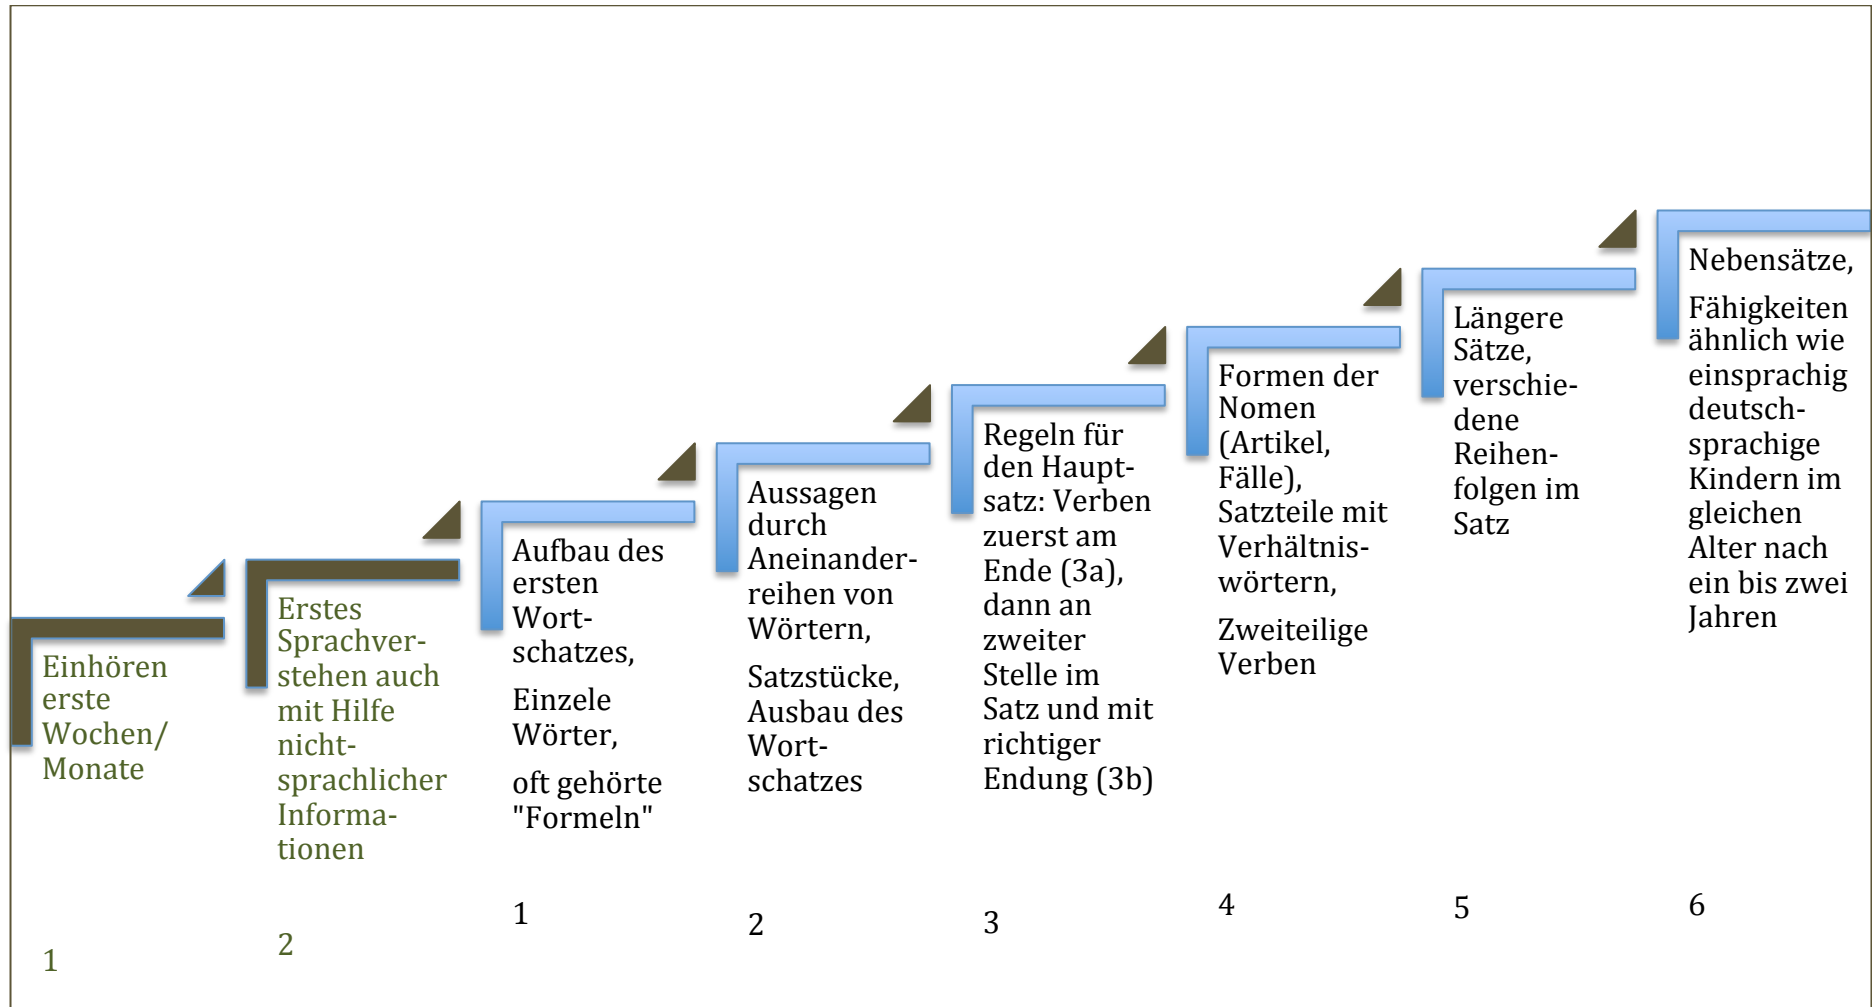 Einhören
erste
Wochen/
Monate
1
Erstes
Sprachver-
stehen auch
mit Hilfe
nicht-
sprachlicher
Informa-
tionen
2
Aufbau des
ersten
Wort-
schatzes,
Einzele
Wörter,
oft gehörte
"Formeln"
1
Aussagen
durch
Aneinander-
reihen von
Wörtern,
Satzstücke,
Ausbau des
Wort-
schatzes
2
Regeln für
den Haupt-
satz: Verben
zuerst am
Ende (3a),
dann an
zweiter
Stelle im
Satz und mit
richtiger
Endung (3b)
3
Formen der
Nomen
(Artikel,
Fälle),
Satzteile mit
Verhältnis-
wörtern,
Zweiteilige
Verben
4
Längere
Sätze,
verschie-
dene
Reihen-
folgen im
Satz
5
Nebensätze,
Fähigkeiten
ähnlich wie
einsprachig
deutsch-
sprachige
Kindern im
gleichen
Alter nach
ein bis zwei
Jahren
6